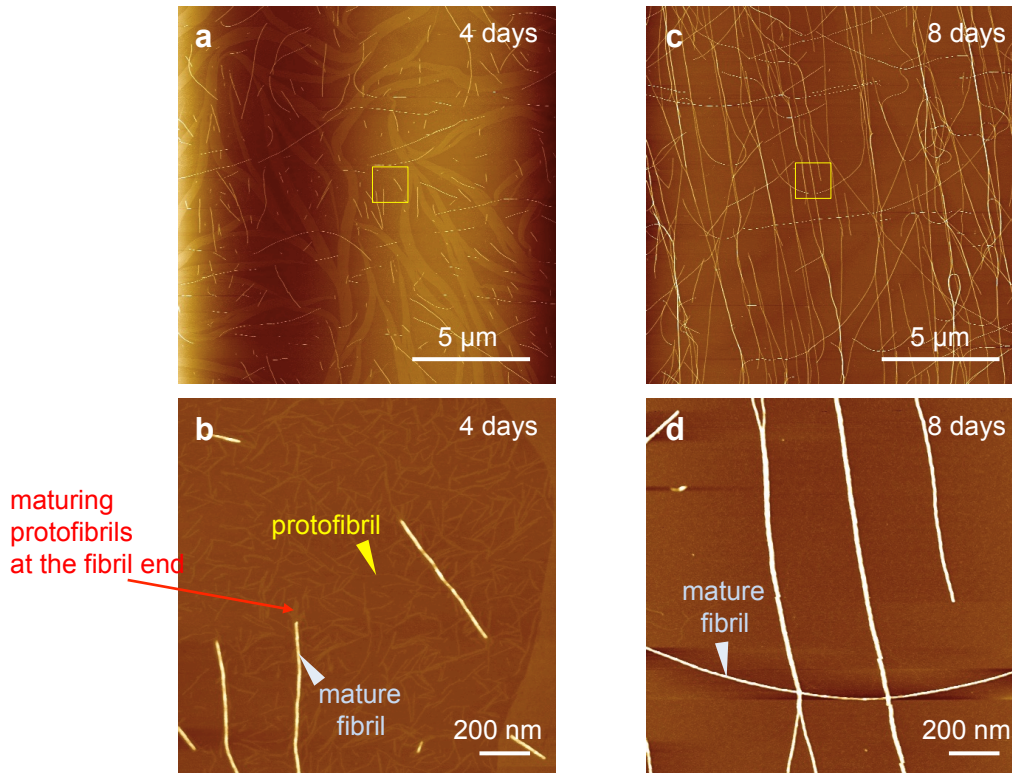 a
4 days
5 µm
c
8 days
5 µm
b
4 days
maturing
protofibrils
at the fibril end
protofibril
mature
fibril
200 nm
d
8 days
mature
fibril
200 nm